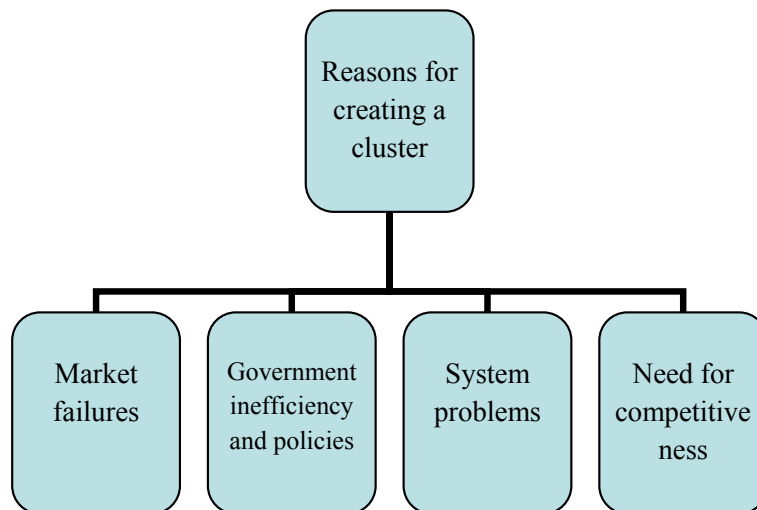 Reasons for
creating a
cluster
Market
failures
Government
inefficiency
and policies
System
problems
Need for
competitive
ness